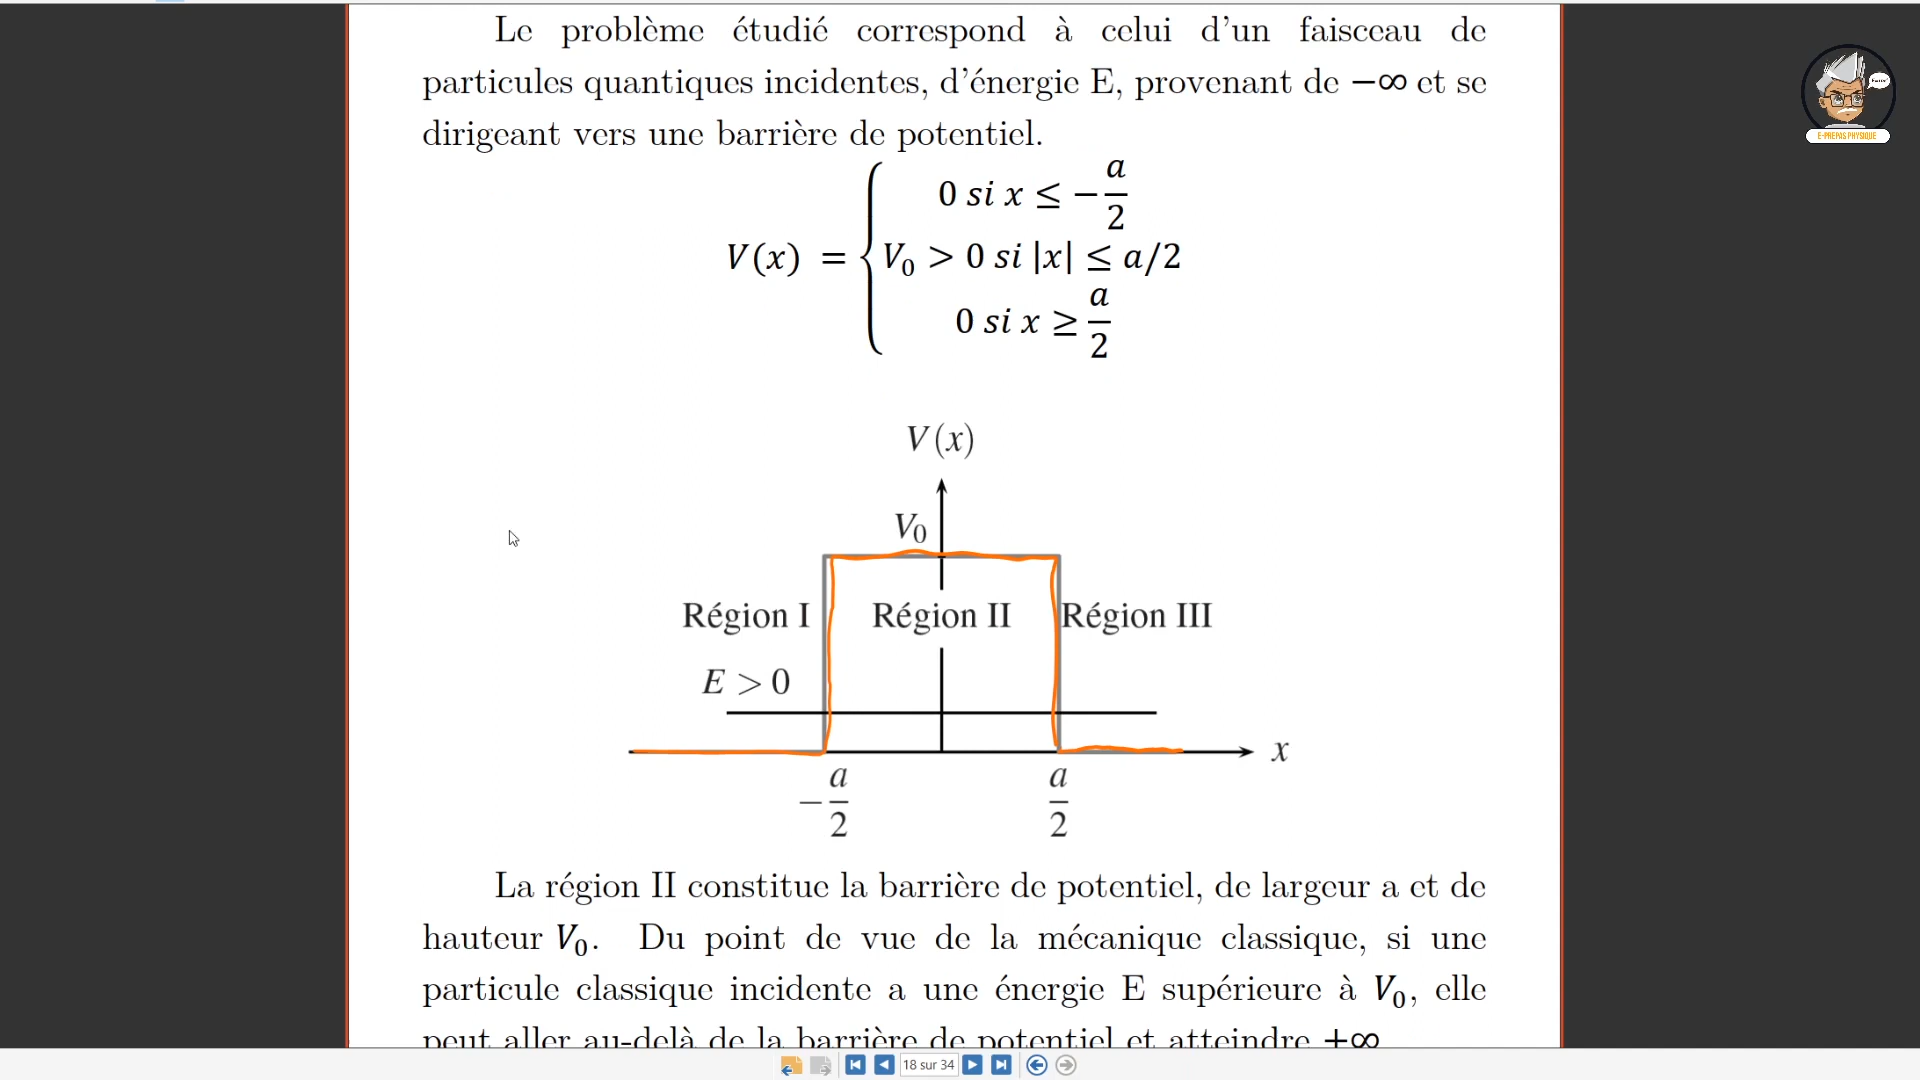 Le problème étudié correspond à celui d'un faisceau de
particules quantiques incidentes, d'énergie E, provenant de −∞ et se
dirigeant vers une barrière de potentiel.
V(x) = { 0 si x ≤ −a/2
V₀ > 0 si |x| ≤ a/2
0 si x ≥ a/2
V(x)
V₀
Région I Région II Région III
E > 0
x
−a/2 a/2
La région II constitue la barrière de potentiel, de largeur a et de
hauteur V₀. Du point de vue de la mécanique classique, si une
particule classique incidente a une énergie E supérieure à V₀, elle
peut aller au-delà de la barrière de potentiel et atteindre +∞
E-PREPAS PHYSIQUE
18 sur 34